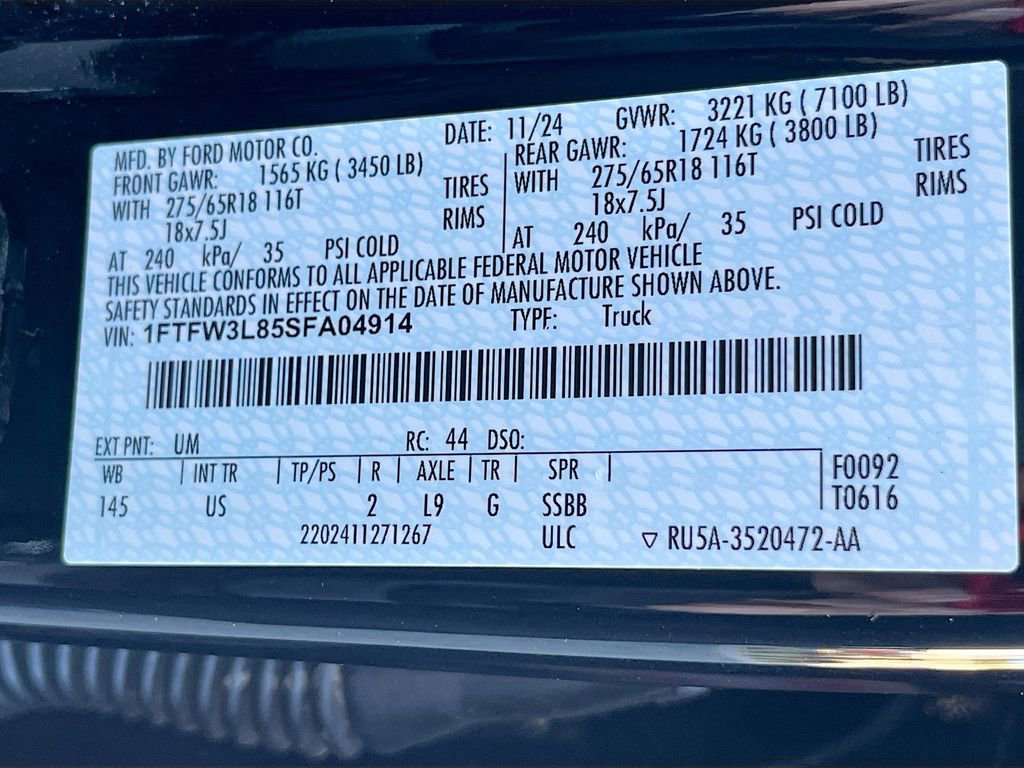 MFD. BY FORD MOTOR CO. DATE: 11/24 GVWR: 3221 KG ( 7100 LB)
FRONT GAWR: 1565 KG ( 3450 LB) REAR GAWR: 1724 KG ( 3800 LB)
WITH 275/65R18 116T TIRES WITH 275/65R18 116T TIRES
18x7.5J RIMS 18x7.5J RIMS
AT 240 kPa/ 35 PSI COLD AT 240 kPa/ 35 PSI COLD
THIS VEHICLE CONFORMS TO ALL APPLICABLE FEDERAL MOTOR VEHICLE
SAFETY STANDARDS IN EFFECT ON THE DATE OF MANUFACTURE SHOWN ABOVE.
VIN: 1FTFW3L85SFA04914 TYPE: Truck
EXT PNT: UM RC: 44 DSO:
WB INT TR TP/PS R AXLE TR SPR F0092
145 US 2 L9 G SSBB T0616
2202411271267 ULC ▽ RU5A-3520472-AA